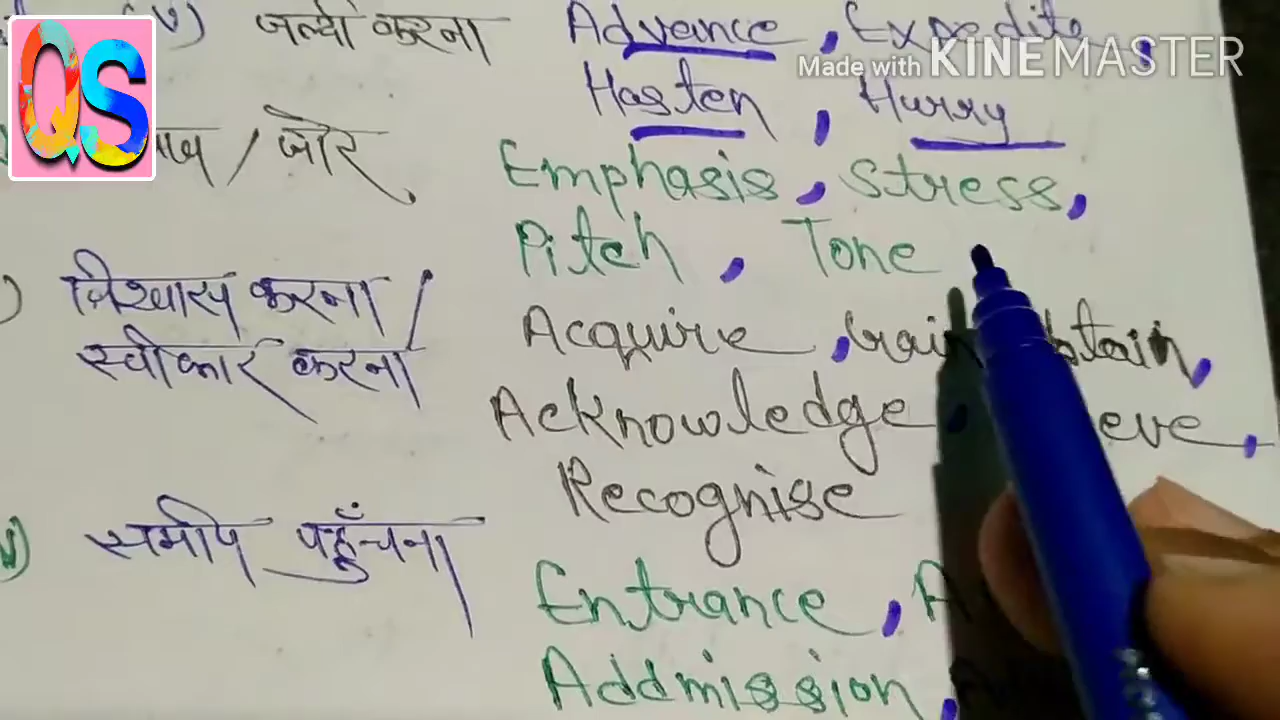 QS
Made with KINEMASTER
v) जल्दी करना Advance, Expedite,
Hasten, Hurry
/ जोर Emphasis, Stress,
Pitch, Tone
विश्वास करना / Acquire,
स्वीकार करना Acknowledge
Recognise
समीप पहुँचना
Entrance,
Addmission,